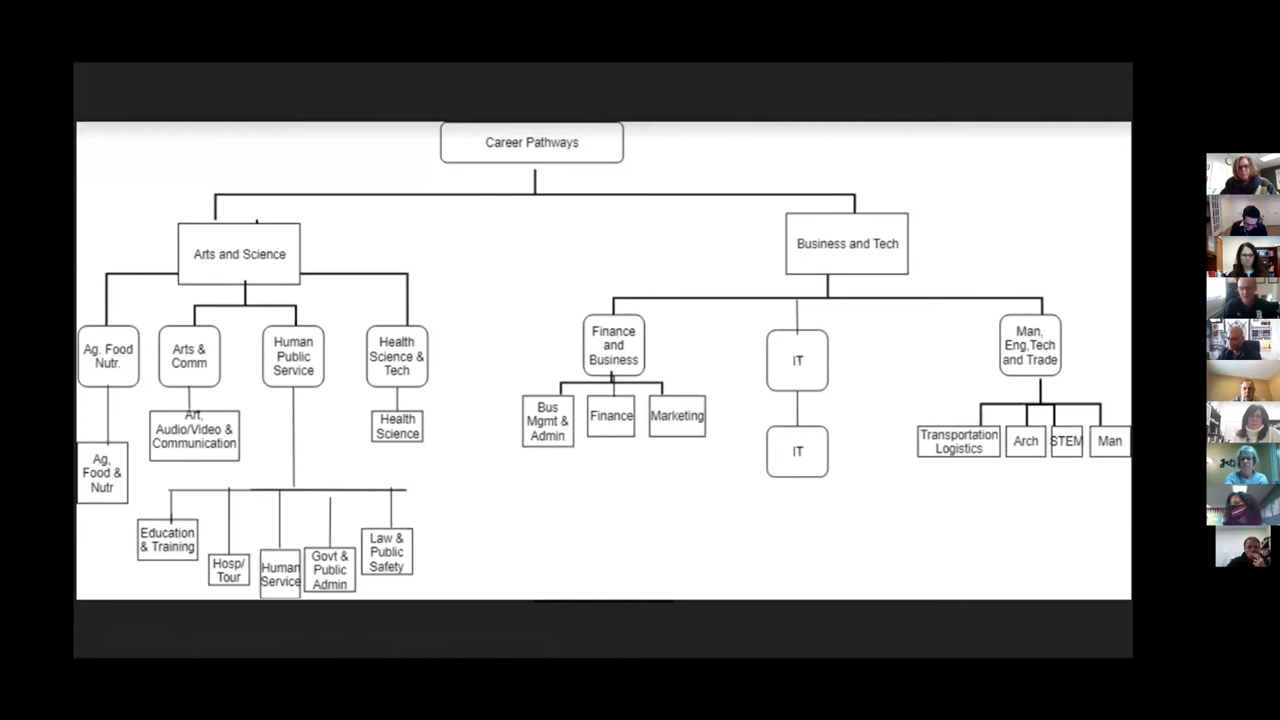 Career Pathways
Arts and Science
Business and Tech
Ag. Food
Nutr.
Arts &
Comm
Human
Public
Service
Health
Science &
Tech
Finance
and
Business
IT
Man,
Eng,Tech
and Trade
Ag,
Food &
Nutr
Art,
Audio/Video &
Communication
Health
Science
Bus
Mgmt &
Admin
Finance
Marketing
IT
Transportation
Logistics
Arch
STEM
Man
Education
& Training
Hosp/
Tour
Human
Service
Govt &
Public
Admin
Law &
Public
Safety